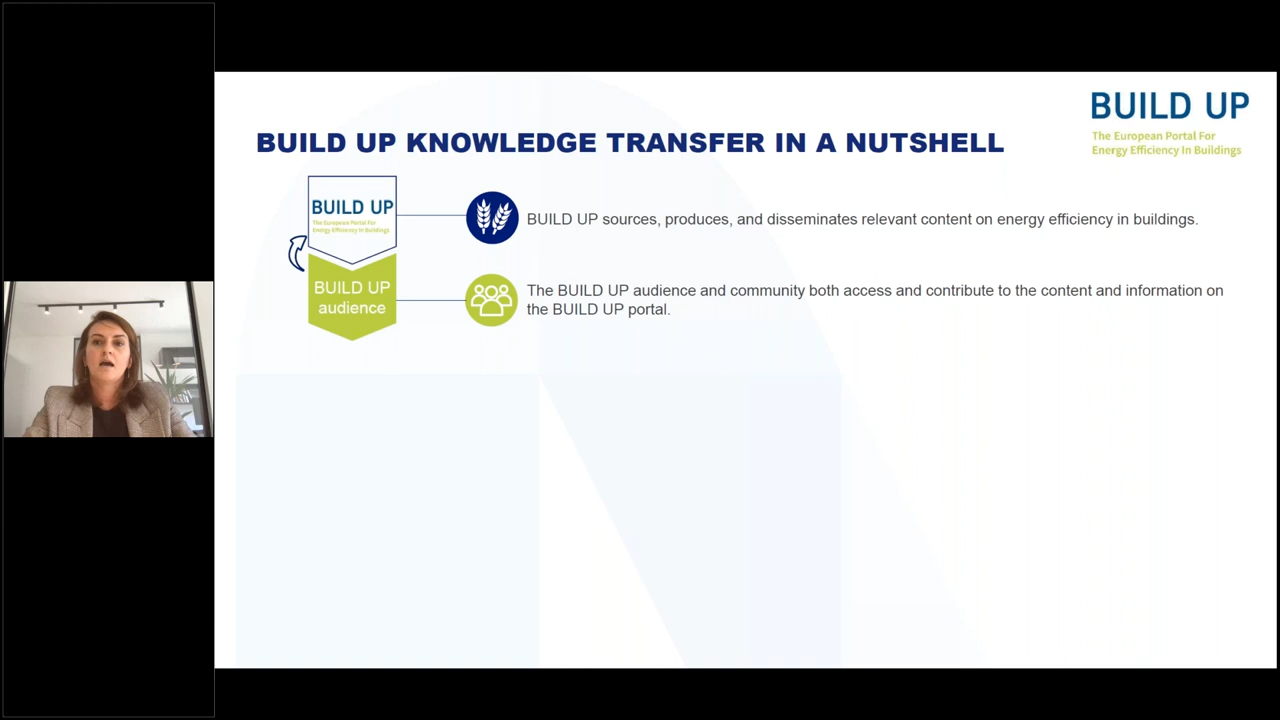 BUILD UP
The European Portal For
Energy Efficiency In Buildings
BUILD UP KNOWLEDGE TRANSFER IN A NUTSHELL
BUILD UP
The European Portal For
Energy Efficiency In Buildings
BUILD UP sources, produces, and disseminates relevant content on energy efficiency in buildings.
BUILD UP
audience
The BUILD UP audience and community both access and contribute to the content and information on
the BUILD UP portal.